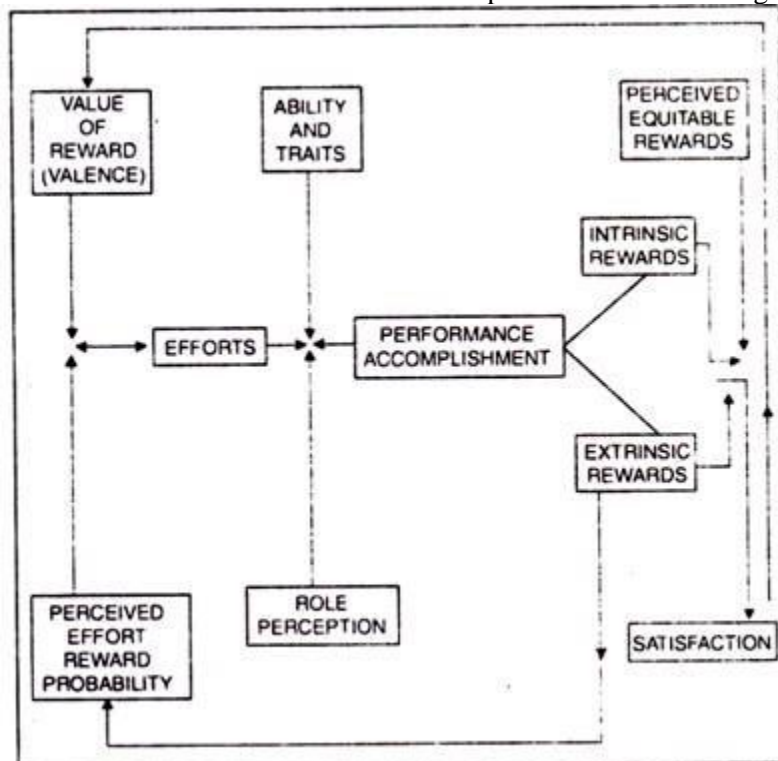 VALUE
OF
REWARD
(VALENCE)
ABILITY
AND
TRAITS
PERCEIVED
EQUITABLE
REWARDS
INTRINSIC
REWARDS
EFFORTS
PERFORMANCE
ACCOMPLISHMENT
EXTRINSIC
REWARDS
PERCEIVED
EFFORT
REWARD
PROBABILITY
ROLE
PERCEPTION
SATISFACTION